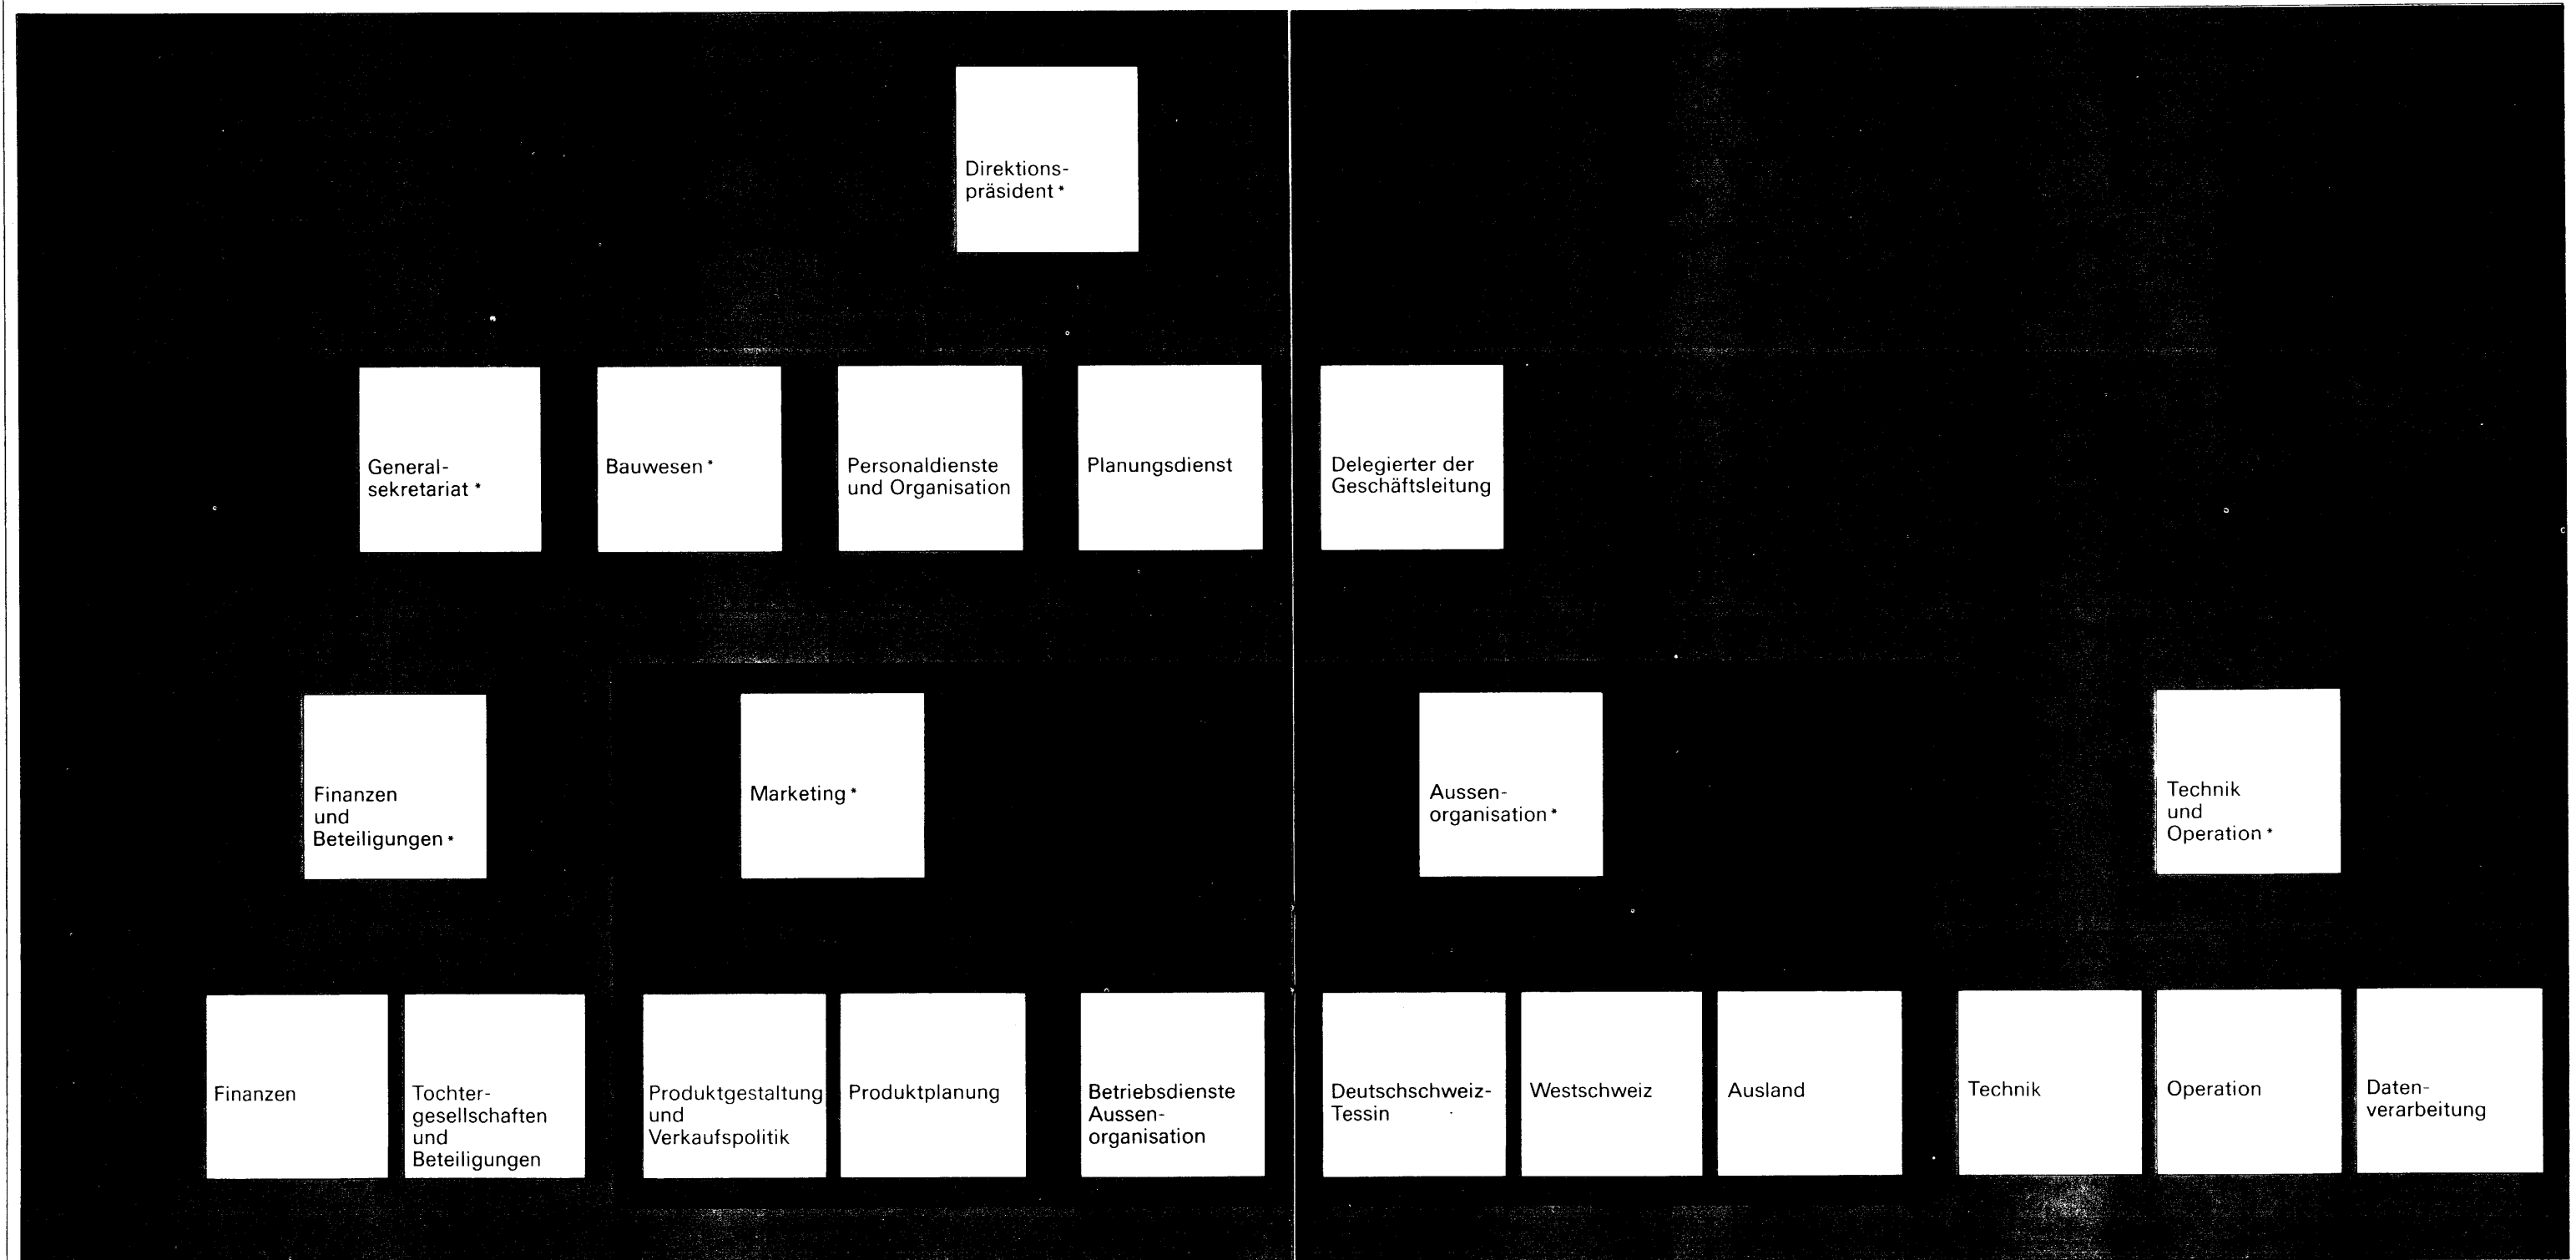 Direktions-
präsident *
General-
sekretariat *
Bauwesen *
Personaldienste
und Organisation
Planungsdienst
Delegierter der
Geschäftsleitung
Finanzen
und
Beteiligungen *
Marketing *
Aussen-
organisation *
Technik
und
Operation *
Finanzen
Tochter-
gesellschaften
und
Beteiligungen
Produktgestaltung
und
Verkaufspolitik
Produktplanung
Betriebsdienste
Aussen-
organisation
Deutschschweiz-
Tessin
Westschweiz
Ausland
Technik
Operation
Daten-
verarbeitung